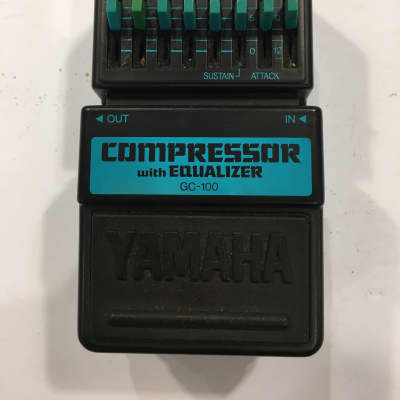 0 12
SUSTAIN ATTACK
◄ OUT IN ◄
COMPRESSOR
with EQUALIZER
GC-100
YAMAHA